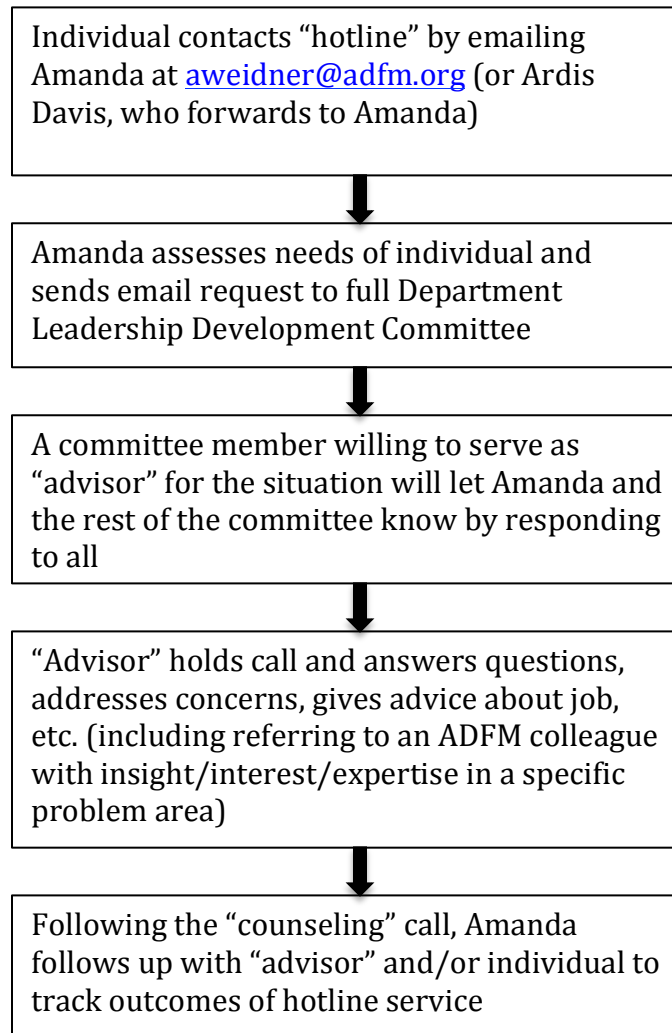 Individual contacts “hotline” by emailing
Amanda at aweidner@adfm.org (or Ardis
Davis, who forwards to Amanda)
Amanda assesses needs of individual and
sends email request to full Department
Leadership Development Committee
A committee member willing to serve as
“advisor” for the situation will let Amanda and
the rest of the committee know by responding
to all
“Advisor” holds call and answers questions,
addresses concerns, gives advice about job,
etc. (including referring to an ADFM colleague
with insight/interest/expertise in a specific
problem area)
Following the “counseling” call, Amanda
follows up with “advisor” and/or individual to
track outcomes of hotline service